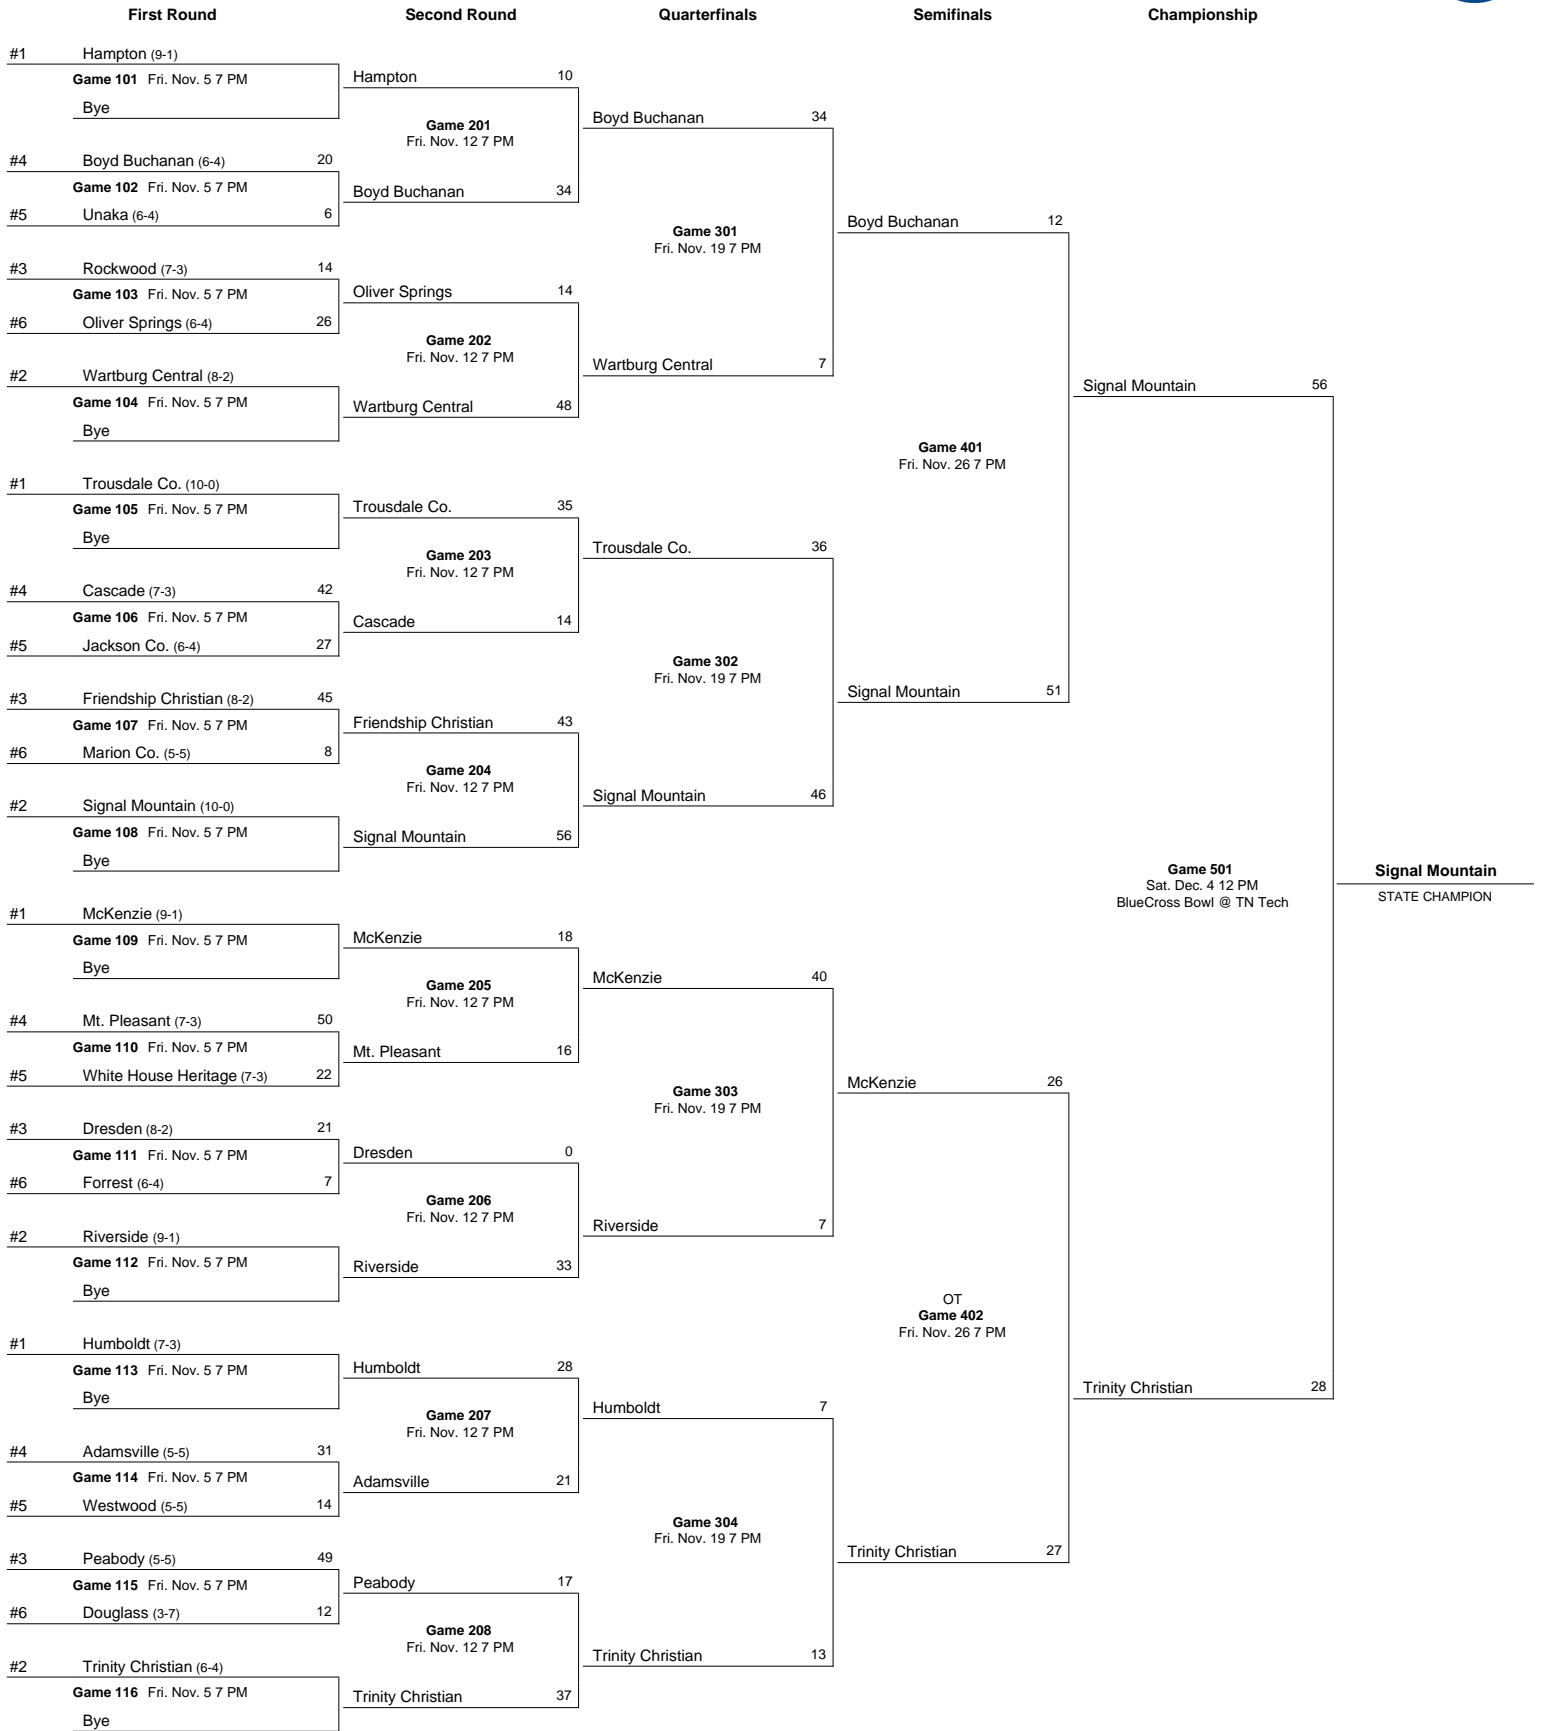 First Round Second Round Quarterfinals Semifinals Championship
#1 Hampton (9-1)
Game 101 Fri. Nov. 5 7 PM
Bye
#4 Boyd Buchanan (6-4) 20
Game 102 Fri. Nov. 5 7 PM
#5 Unaka (6-4) 6
#3 Rockwood (7-3) 14
Game 103 Fri. Nov. 5 7 PM
#6 Oliver Springs (6-4) 26
#2 Wartburg Central (8-2)
Game 104 Fri. Nov. 5 7 PM
Bye
#1 Trousdale Co. (10-0)
Game 105 Fri. Nov. 5 7 PM
Bye
#4 Cascade (7-3) 42
Game 106 Fri. Nov. 5 7 PM
#5 Jackson Co. (6-4) 27
#3 Friendship Christian (8-2) 45
Game 107 Fri. Nov. 5 7 PM
#6 Marion Co. (5-5) 8
#2 Signal Mountain (10-0)
Game 108 Fri. Nov. 5 7 PM
Bye
#1 McKenzie (9-1)
Game 109 Fri. Nov. 5 7 PM
Bye
#4 Mt. Pleasant (7-3) 50
Game 110 Fri. Nov. 5 7 PM
#5 White House Heritage (7-3) 22
#3 Dresden (8-2) 21
Game 111 Fri. Nov. 5 7 PM
#6 Forrest (6-4) 7
#2 Riverside (9-1)
Game 112 Fri. Nov. 5 7 PM
Bye
#1 Humboldt (7-3)
Game 113 Fri. Nov. 5 7 PM
Bye
#4 Adamsville (5-5) 31
Game 114 Fri. Nov. 5 7 PM
#5 Westwood (5-5) 14
#3 Peabody (5-5) 49
Game 115 Fri. Nov. 5 7 PM
#6 Douglass (3-7) 12
#2 Trinity Christian (6-4)
Game 116 Fri. Nov. 5 7 PM
Bye
Hampton 10
Game 201
Fri. Nov. 12 7 PM
Boyd Buchanan 34
Oliver Springs 14
Game 202
Fri. Nov. 12 7 PM
Wartburg Central 48
Trousdale Co. 35
Game 203
Fri. Nov. 12 7 PM
Cascade 14
Friendship Christian 43
Game 204
Fri. Nov. 12 7 PM
Signal Mountain 56
McKenzie 18
Game 205
Fri. Nov. 12 7 PM
Mt. Pleasant 16
Dresden 0
Game 206
Fri. Nov. 12 7 PM
Riverside 33
Humboldt 28
Game 207
Fri. Nov. 12 7 PM
Adamsville 21
Peabody 17
Game 208
Fri. Nov. 12 7 PM
Trinity Christian 37
Boyd Buchanan 34
Game 301
Fri. Nov. 19 7 PM
Wartburg Central 7
Trousdale Co. 36
Game 302
Fri. Nov. 19 7 PM
Signal Mountain 46
McKenzie 40
Game 303
Fri. Nov. 19 7 PM
Riverside 7
Humboldt 7
Game 304
Fri. Nov. 19 7 PM
Trinity Christian 13
Boyd Buchanan 12
Game 401
Fri. Nov. 26 7 PM
Signal Mountain 51
McKenzie 26
OT
Game 402
Fri. Nov. 26 7 PM
Trinity Christian 27
Signal Mountain 56
Game 501
Sat. Dec. 4 12 PM
BlueCross Bowl @ TN Tech
Trinity Christian 28
Signal Mountain
STATE CHAMPION